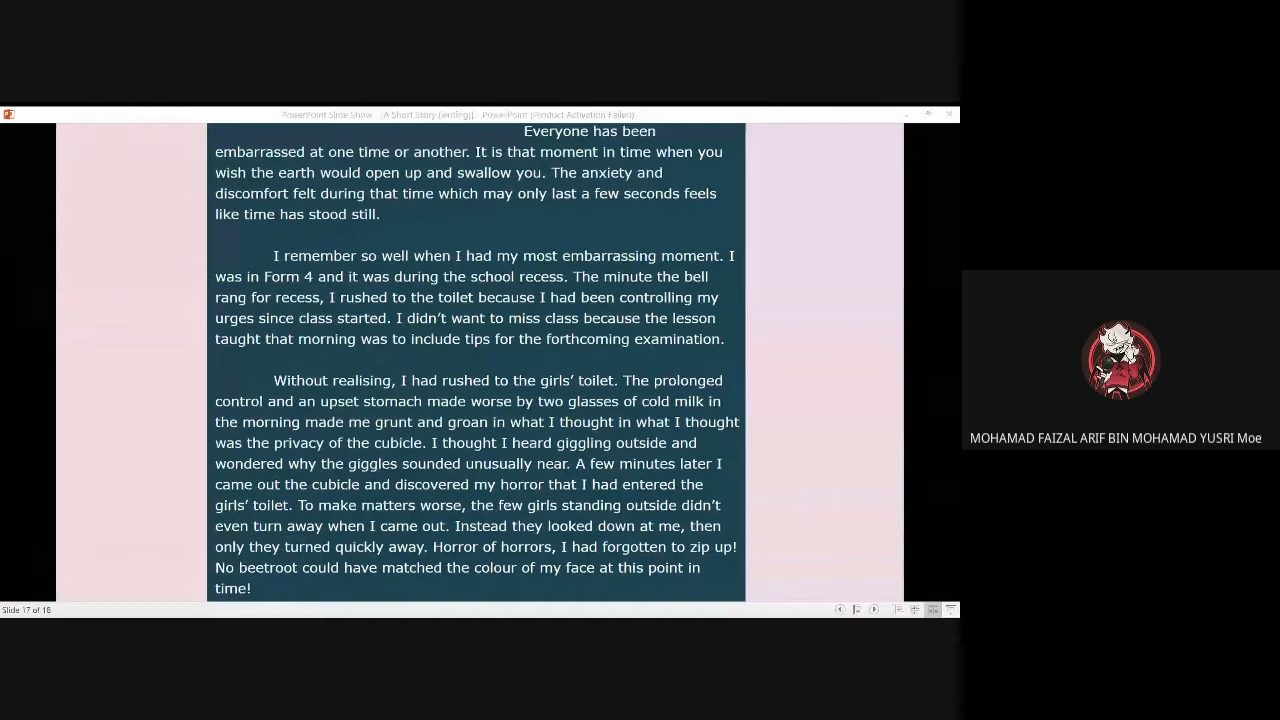 PowerPoint Slide Show - [A Short Story (writing)] - PowerPoint (Product Activation Failed)
Everyone has been
embarrassed at one time or another. It is that moment in time when you
wish the earth would open up and swallow you. The anxiety and
discomfort felt during that time which may only last a few seconds feels
like time has stood still.
I remember so well when I had my most embarrassing moment. I
was in Form 4 and it was during the school recess. The minute the bell
rang for recess, I rushed to the toilet because I had been controlling my
urges since class started. I didn’t want to miss class because the lesson
taught that morning was to include tips for the forthcoming examination.
Without realising, I had rushed to the girls’ toilet. The prolonged
control and an upset stomach made worse by two glasses of cold milk in
the morning made me grunt and groan in what I thought in what I thought
was the privacy of the cubicle. I thought I heard giggling outside and
wondered why the giggles sounded unusually near. A few minutes later I
came out the cubicle and discovered my horror that I had entered the
girls’ toilet. To make matters worse, the few girls standing outside didn’t
even turn away when I came out. Instead they looked down at me, then
only they turned quickly away. Horror of horrors, I had forgotten to zip up!
No beetroot could have matched the colour of my face at this point in
time!
Slide 17 of 18
MOHAMAD FAIZAL ARIF BIN MOHAMAD YUSRI Moe